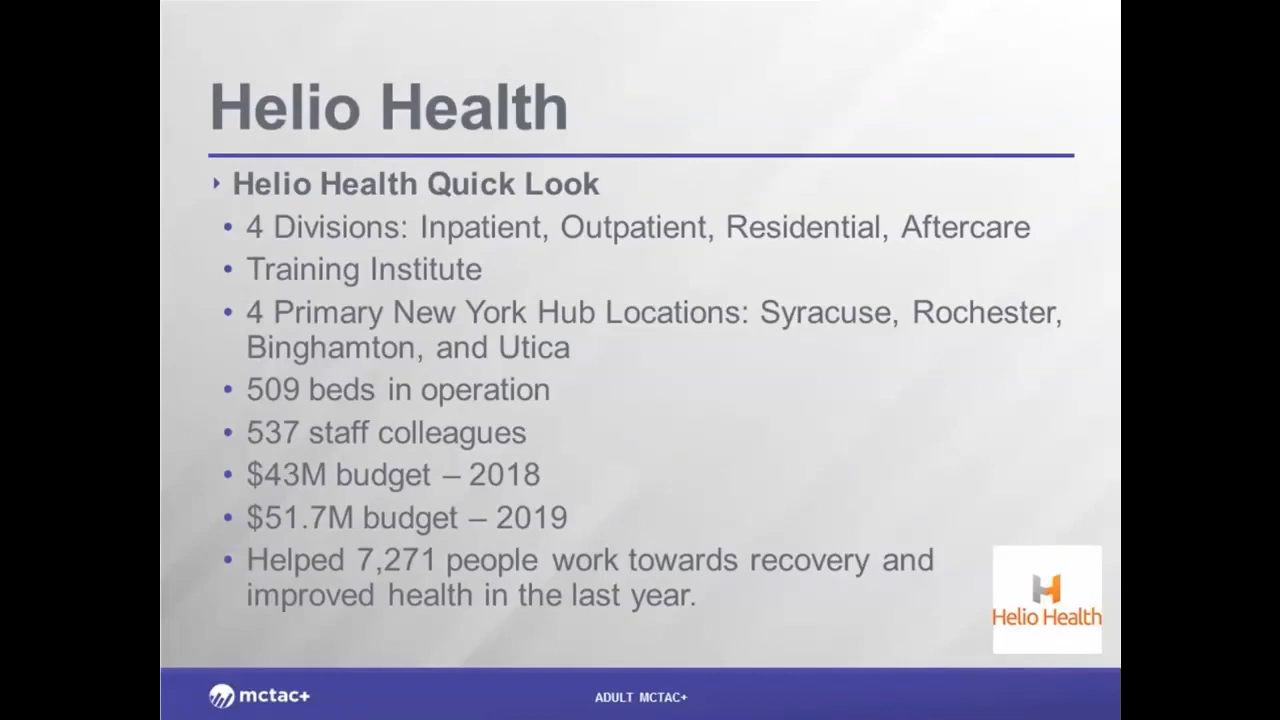 Helio Health
‣ Helio Health Quick Look
• 4 Divisions: Inpatient, Outpatient, Residential, Aftercare
• Training Institute
• 4 Primary New York Hub Locations: Syracuse, Rochester,
Binghamton, and Utica
• 509 beds in operation
• 537 staff colleagues
• $43M budget – 2018
• $51.7M budget – 2019
• Helped 7,271 people work towards recovery and
improved health in the last year.
Helio Health
mctac+
ADULT MCTAC+